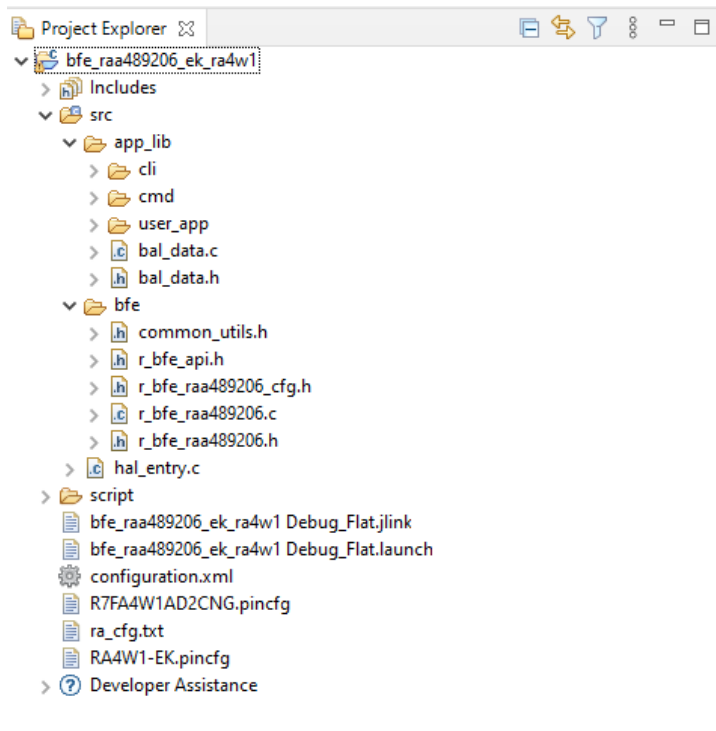 Project Explorer
bfe_raa489206_ek_ra4w1
Includes
src
app_lib
cli
cmd
user_app
bal_data.c
bal_data.h
bfe
common_utils.h
r_bfe_api.h
r_bfe_raa489206_cfg.h
r_bfe_raa489206.c
r_bfe_raa489206.h
hal_entry.c
script
bfe_raa489206_ek_ra4w1 Debug_Flat.jlink
bfe_raa489206_ek_ra4w1 Debug_Flat.launch
configuration.xml
R7FA4W1AD2CNG.pincfg
ra_cfg.txt
RA4W1-EK.pincfg
Developer Assistance